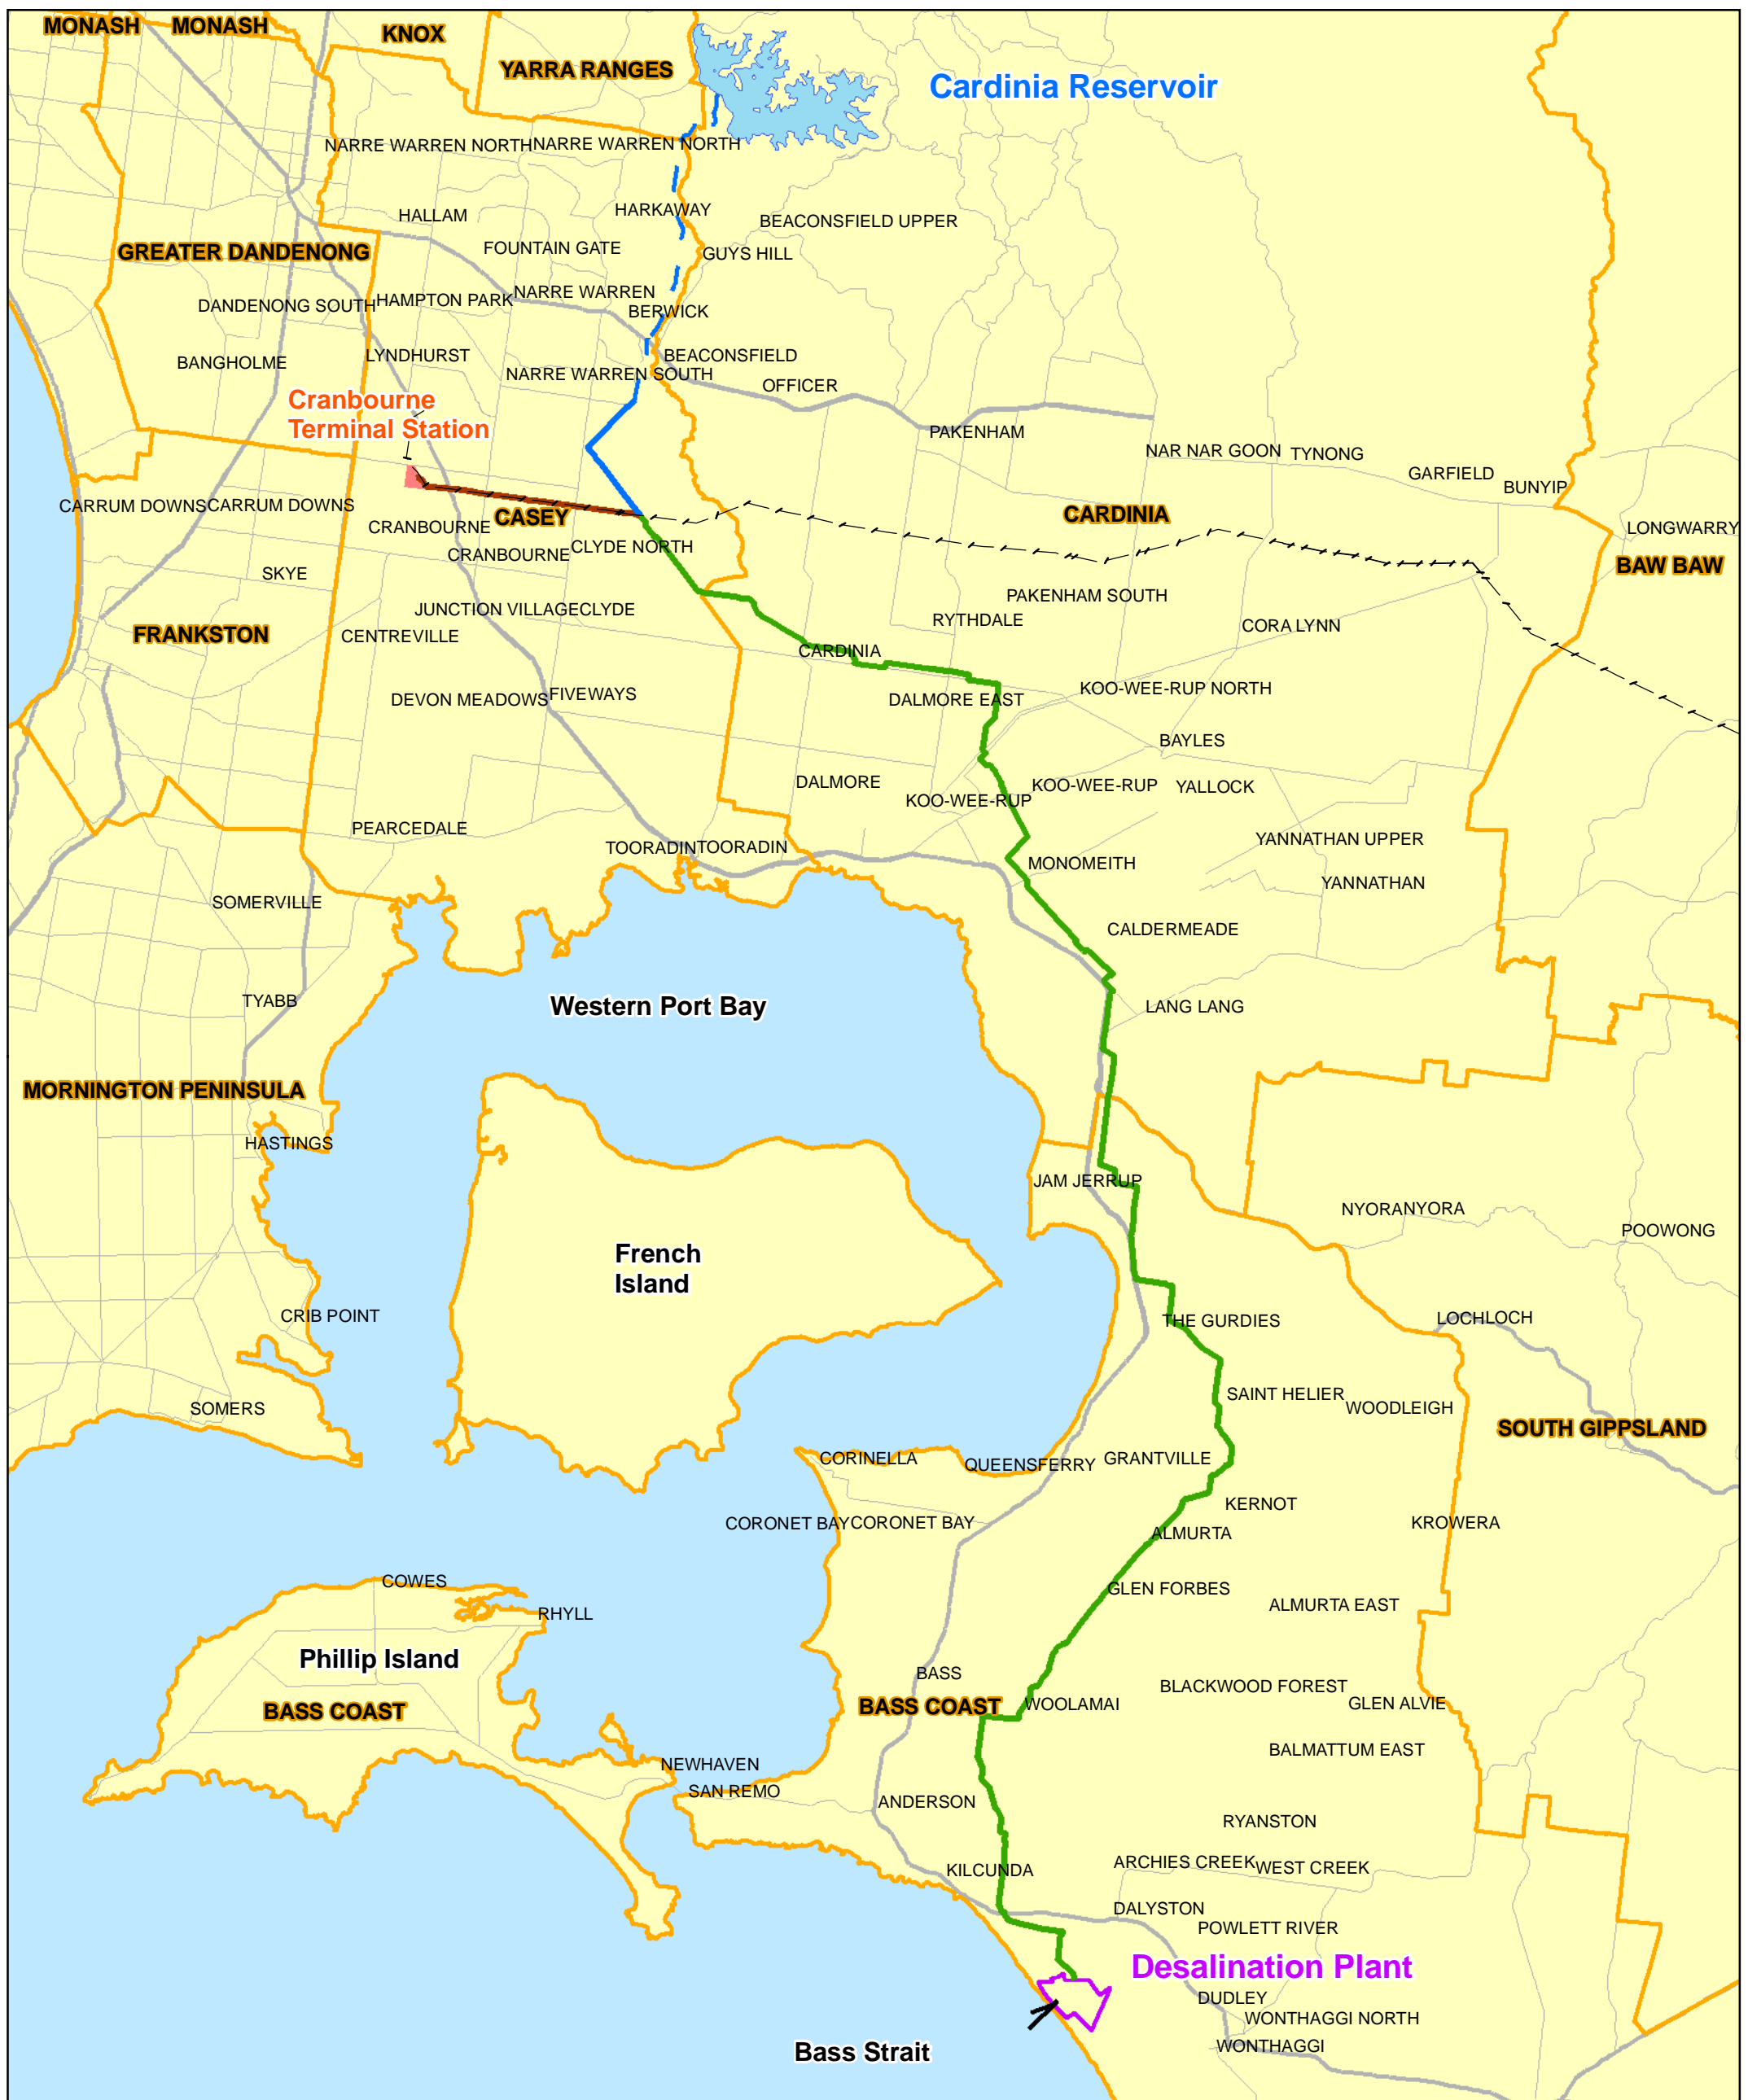 MONASH
MONASH
KNOX
YARRA RANGES
Cardinia Reservoir
NARRE WARREN NORTH
NARRE WARREN NORTH
HARKAWAY
HALLAM
BEACONSFIELD UPPER
FOUNTAIN GATE
GREATER DANDENONG
GUYS HILL
NARRE WARREN
HAMPTON PARK
DANDENONG SOUTH
BERWICK
LYNDHURST
BEACONSFIELD
BANGHOLME
NARRE WARREN SOUTH
OFFICER
Cranbourne
Terminal Station
PAKENHAM
NAR NAR GOON
TYNONG
GARFIELD
BUNYIP
CARRUM DOWNS
CARRUM DOWNS
CASEY
CARDINIA
CRANBOURNE
LONGWARRY
CLYDE NORTH
CRANBOURNE
BAW BAW
SKYE
PAKENHAM SOUTH
JUNCTION VILLAGE
CLYDE
RYTHDALE
CORA LYNN
FRANKSTON
CENTREVILLE
CARDINIA
KOO-WEE-RUP NORTH
DEVON MEADOWS
FIVEWAYS
DALMORE EAST
BAYLES
DALMORE
KOO-WEE-RUP
YALLOCK
KOO-WEE-RUP
PEARCEDALE
YANNATHAN UPPER
TOORADIN
TOORADIN
MONOMEITH
YANNATHAN
SOMERVILLE
CALDERMEADE
TYABB
Western Port Bay
LANG LANG
MORNINGTON PENINSULA
HASTINGS
JAM JERRUP
NYORA
NYORA
POOWONG
French
Island
CRIB POINT
THE GURDIES
LOCH
LOCH
SAINT HELIER
WOODLEIGH
SOMERS
SOUTH GIPPSLAND
CORINELLA
QUEENSFERRY
GRANTVILLE
KERNOT
CORONET BAY
CORONET BAY
KROWERA
ALMURTA
COWES
GLEN FORBES
RHYLL
ALMURTA EAST
Phillip Island
BASS
BLACKWOOD FOREST
BASS COAST
BASS COAST
WOOLAMAI
GLEN ALVIE
BALMATTUM EAST
NEWHAVEN
SAN REMO
ANDERSON
RYANSTON
KILCUNDA
ARCHIES CREEK
WEST CREEK
DALYSTON
POWLETT RIVER
Desalination Plant
DUDLEY
WONTHAGGI NORTH
WONTHAGGI
Bass Strait